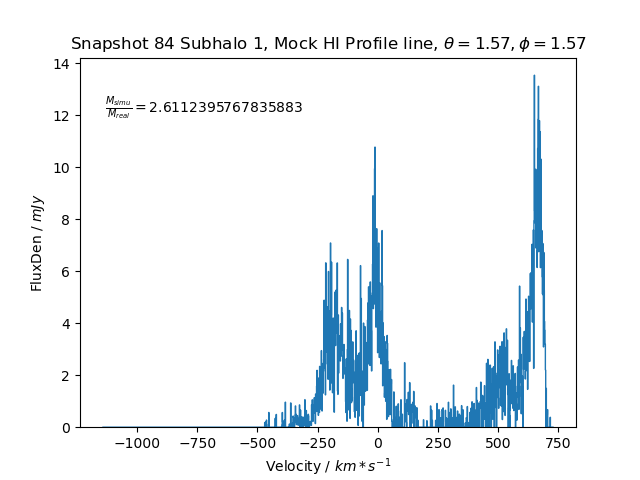 Snapshot 84 Subhalo 1, Mock HI Profile line, θ = 1.57, ϕ = 1.57
14
12
10
8
6
4
2
0
FluxDen / mJy
M_simu/M_real = 2.6112395767835883
−1000 −750 −500 −250 0 250 500 750
Velocity / km * s⁻¹